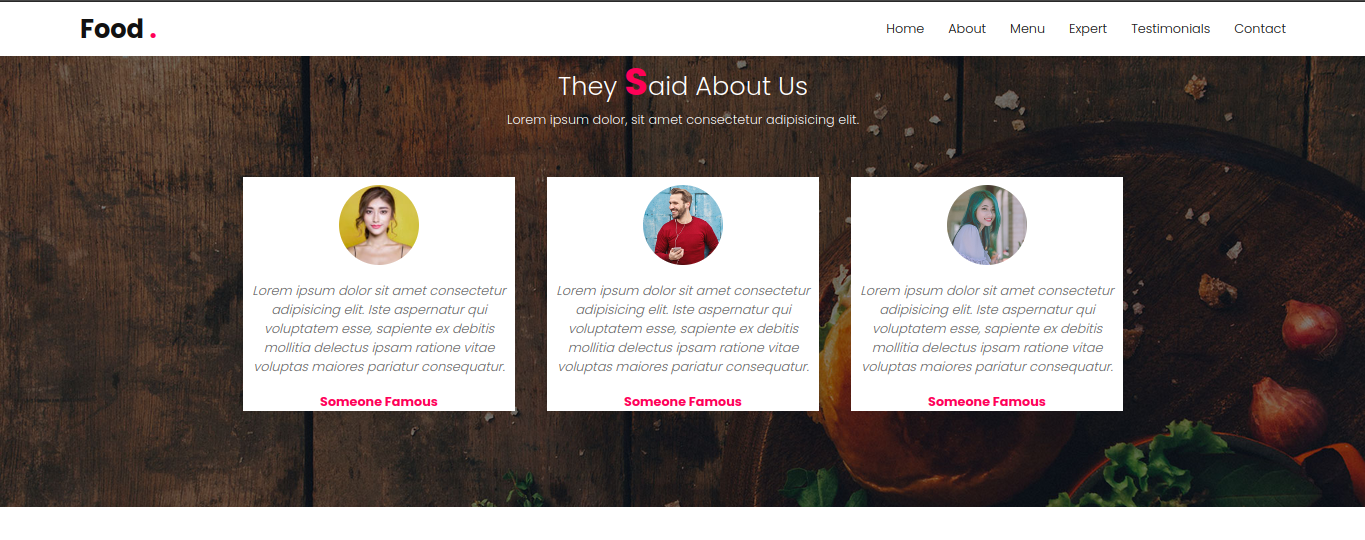 Food .
Home About Menu Expert Testimonials Contact
They Said About Us
Lorem ipsum dolor, sit amet consectetur adipisicing elit.
Lorem ipsum dolor sit amet consectetur
adipisicing elit. Iste aspernatur qui
voluptatem esse, sapiente ex debitis
mollitia delectus ipsam ratione vitae
voluptas maiores pariatur consequatur.
Someone Famous
Lorem ipsum dolor sit amet consectetur
adipisicing elit. Iste aspernatur qui
voluptatem esse, sapiente ex debitis
mollitia delectus ipsam ratione vitae
voluptas maiores pariatur consequatur.
Someone Famous
Lorem ipsum dolor sit amet consectetur
adipisicing elit. Iste aspernatur qui
voluptatem esse, sapiente ex debitis
mollitia delectus ipsam ratione vitae
voluptas maiores pariatur consequatur.
Someone Famous